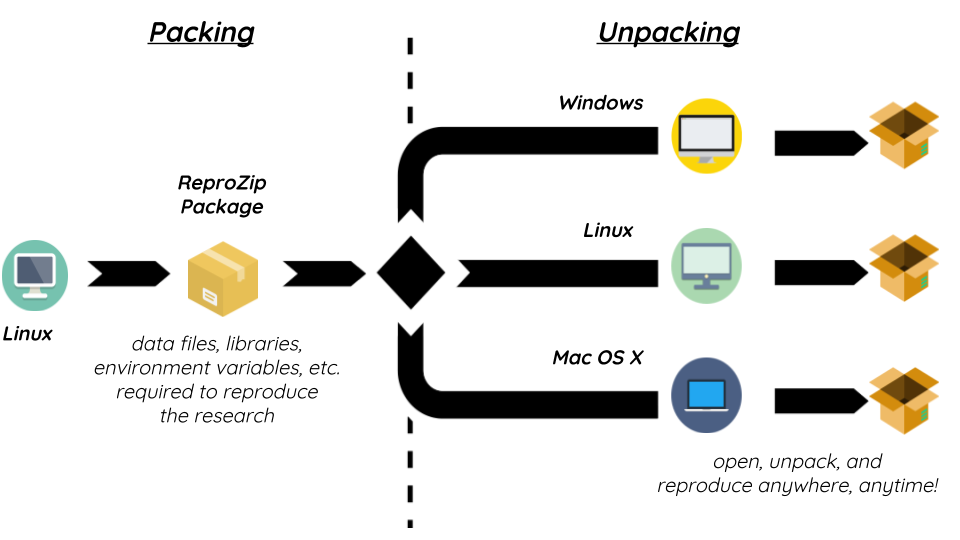 Packing
Unpacking
Windows
ReproZip
Package
Linux
Linux
Mac OS X
data files, libraries,
environment variables, etc.
required to reproduce
the research
open, unpack, and
reproduce anywhere, anytime!